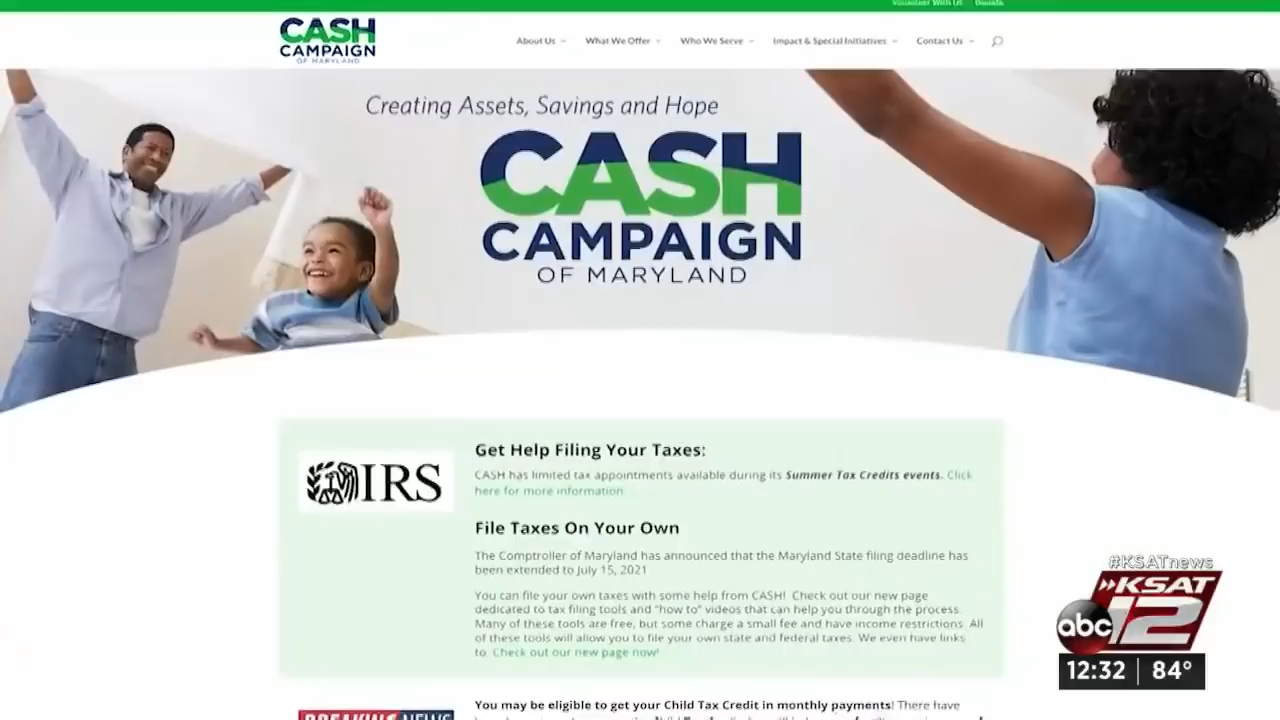 Volunteer With Us Donate
CASH
CAMPAIGN
OF MARYLAND
About Us What We Offer Who We Serve Impact & Special Initiatives Contact Us
Creating Assets, Savings and Hope
CASH
CAMPAIGN
OF MARYLAND
IRS
Get Help Filing Your Taxes:
CASH has limited tax appointments available during its Summer Tax Credits events. Click
here for more information.
File Taxes On Your Own
The Comptroller of Maryland has announced that the Maryland State filing deadline has
been extended to July 15, 2021
You can file your own taxes with some help from CASH! Check out our new page
dedicated to tax filing tools and "how to" videos that can help you through the process.
Many of these tools are free, but some charge a small fee and have income restrictions. All
of these tools will allow you to file your own state and federal taxes. We even have links
to. Check out our new page now!
BREAKING NEWS
You may be eligible to get your Child Tax Credit in monthly payments! There have
#KSATnews
KSAT
abc 12
12:32 84°